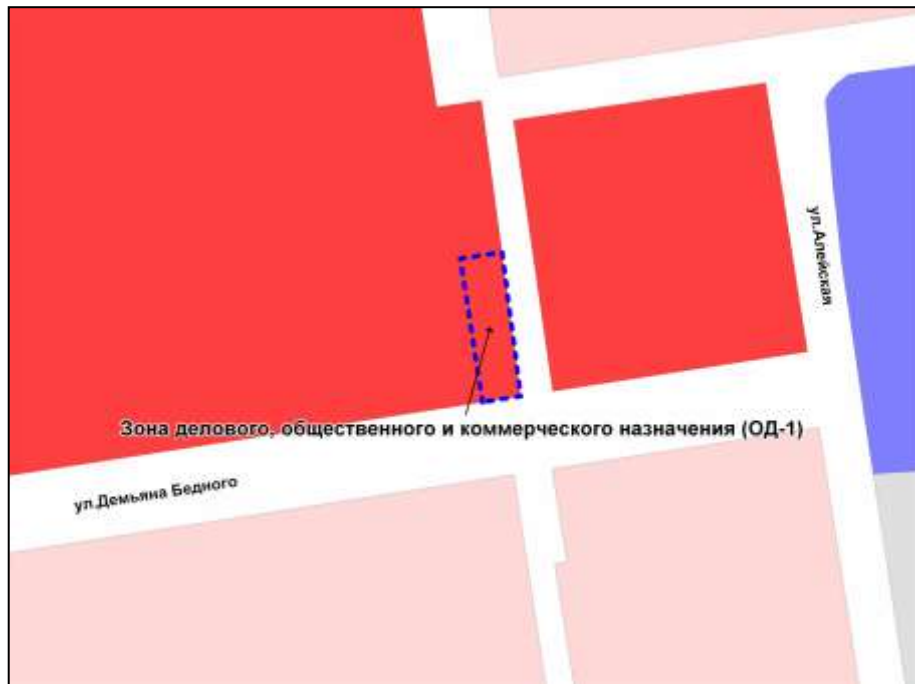 ул.Алейская
Зона делового, общественного и коммерческого назначения (ОД-1)
ул.Демьяна Бедного